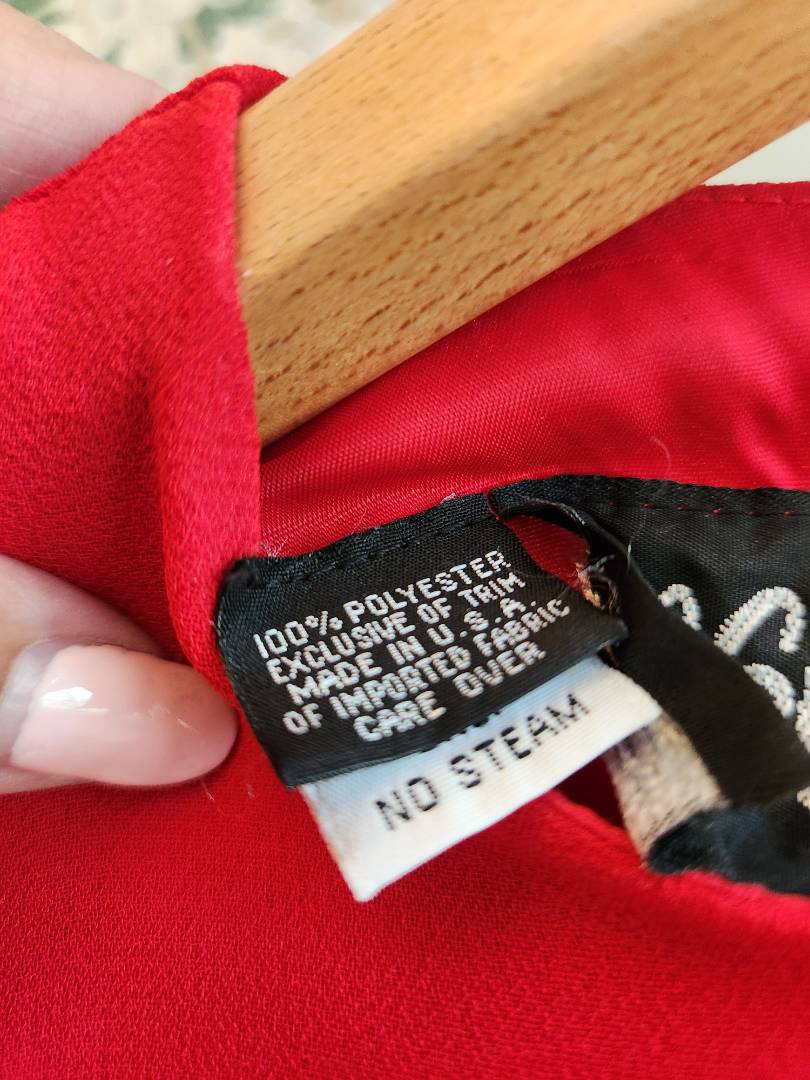 100% POLYESTER
EXCLUSIVE OF TRIM
MADE IN U.S.A.
OF IMPORTED FABRIC
CARE OVER
NO STEAM